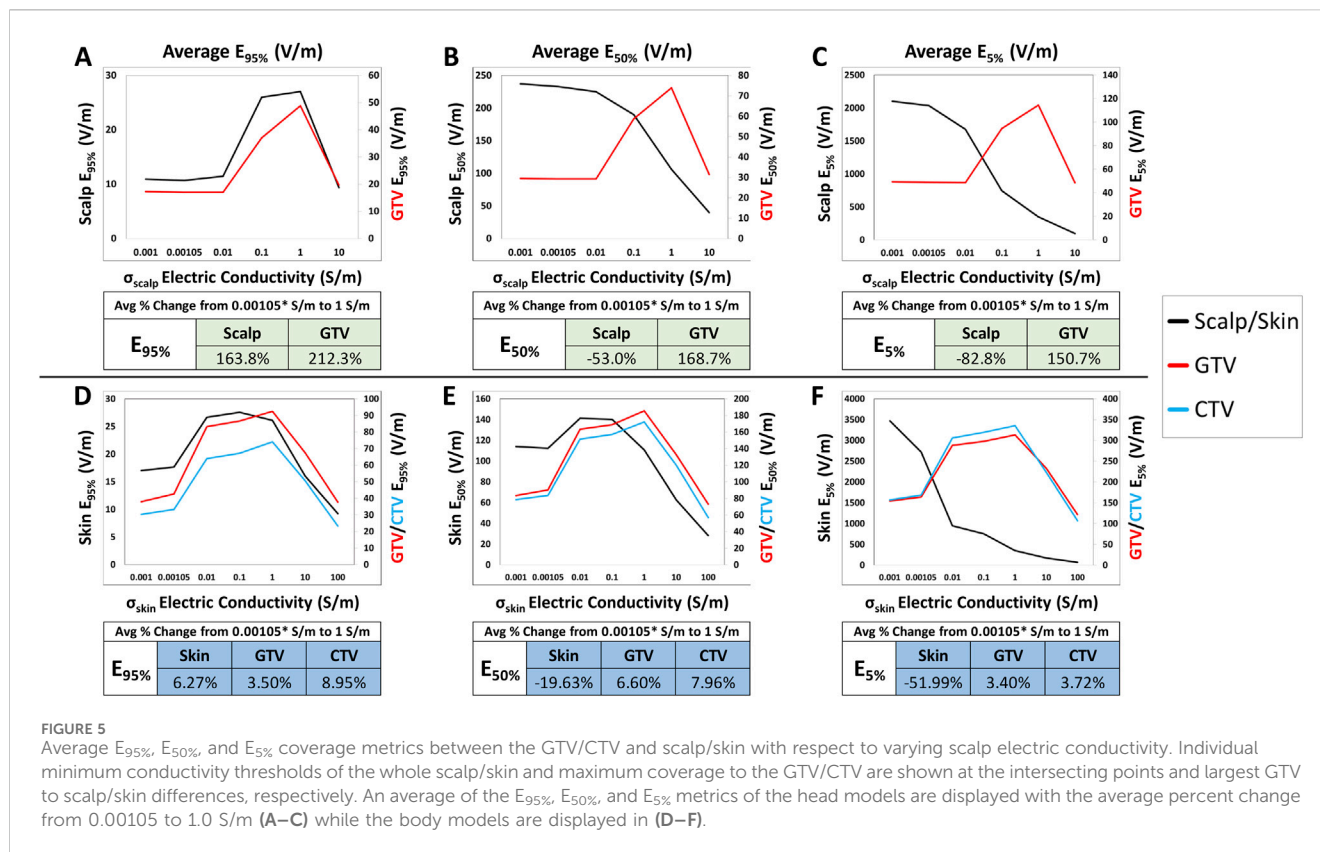 A
Average E95% (V/m)
Scalp E95% (V/m)
30
20
10
0
60
50
40
30
20
10
0
GTV E95% (V/m)
0.001 0.00105 0.01 0.1 1 10
σscalp Electric Conductivity (S/m)
Avg % Change from 0.00105* S/m to 1 S/m
E95%
Scalp GTV
163.8% 212.3%
B
Average E50% (V/m)
Scalp E50% (V/m)
250
200
150
100
50
0
80
70
60
50
40
30
20
10
0
GTV E50% (V/m)
0.001 0.00105 0.01 0.1 1 10
σscalp Electric Conductivity (S/m)
Avg % Change from 0.00105* S/m to 1 S/m
E50%
Scalp GTV
-53.0% 168.7%
C
Average E5% (V/m)
Scalp E5% (V/m)
2500
2000
1500
1000
500
0
140
120
100
80
60
40
20
0
GTV E5% (V/m)
0.001 0.00105 0.01 0.1 1 10
σscalp Electric Conductivity (S/m)
Avg % Change from 0.00105* S/m to 1 S/m
E5%
Scalp GTV
-82.8% 150.7%
Scalp/Skin
GTV
CTV
D
Skin E95% (V/m)
30
25
20
15
10
5
0
100
90
80
70
60
50
40
30
20
10
0
GTV/CTV E95% (V/m)
0.001 0.00105 0.01 0.1 1 10 100
σskin Electric Conductivity (S/m)
Avg % Change from 0.00105* S/m to 1 S/m
E95%
Skin GTV CTV
6.27% 3.50% 8.95%
E
Skin E50% (V/m)
160
140
120
100
80
60
40
20
0
200
180
160
140
120
100
80
60
40
20
0
GTV/CTV E50% (V/m)
0.001 0.00105 0.01 0.1 1 10 100
σskin Electric Conductivity (S/m)
Avg % Change from 0.00105* S/m to 1 S/m
E50%
Skin GTV CTV
-19.63% 6.60% 7.96%
F
Skin E5% (V/m)
4000
3500
3000
2500
2000
1500
1000
500
0
400
350
300
250
200
150
100
50
0
GTV/CTV E5% (V/m)
0.001 0.00105 0.01 0.1 1 10 100
σskin Electric Conductivity (S/m)
Avg % Change from 0.00105* S/m to 1 S/m
E5%
Skin GTV CTV
-51.99% 3.40% 3.72%
FIGURE 5
Average E95%, E50%, and E5% coverage metrics between the GTV/CTV and scalp/skin with respect to varying scalp electric conductivity. Individual
minimum conductivity thresholds of the whole scalp/skin and maximum coverage to the GTV/CTV are shown at the intersecting points and largest GTV
to scalp/skin differences, respectively. An average of the E95%, E50%, and E5% metrics of the head models are displayed with the average percent change
from 0.00105 to 1.0 S/m (A–C) while the body models are displayed in (D–F).